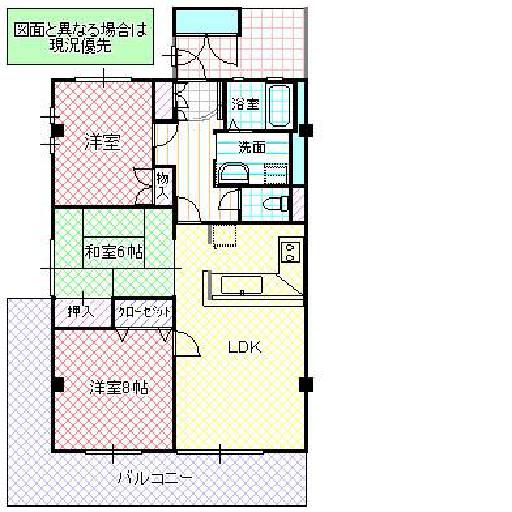 図面と異なる場合は
現況優先
浴室
洋室
洗面
物入
和室6帖
押入
クローゼット
LDK
洋室8帖
バルコニー